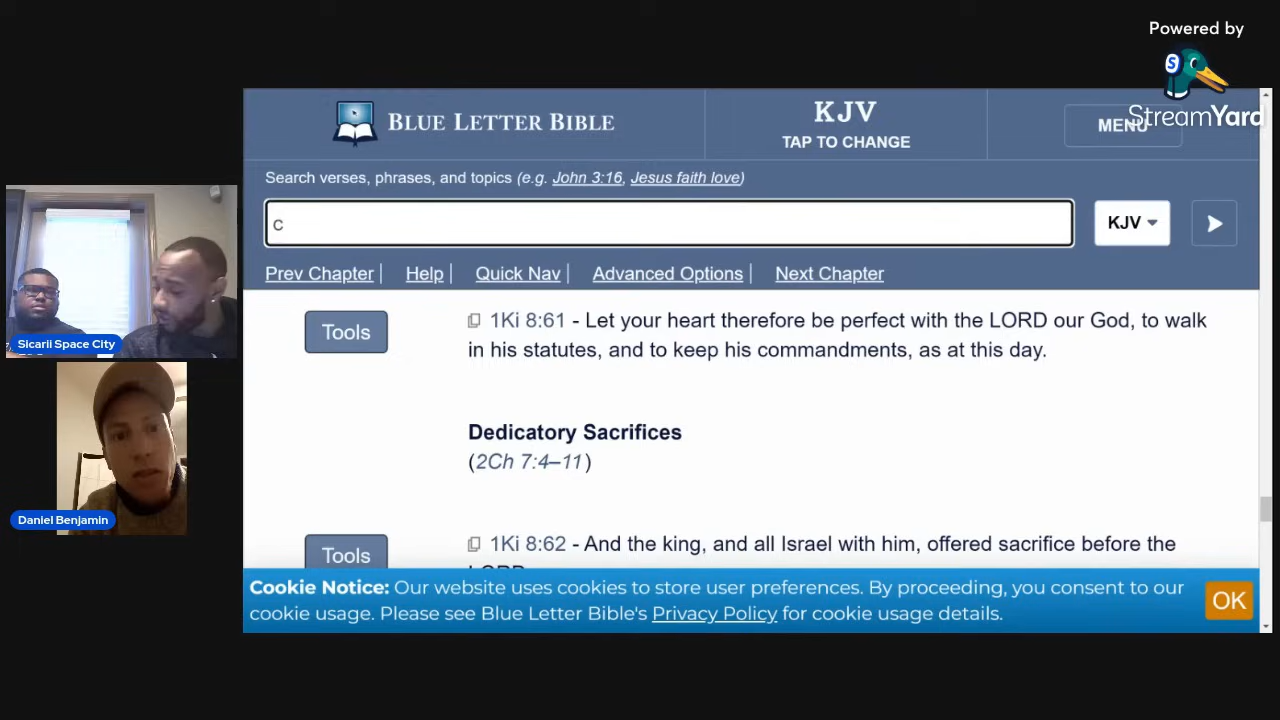 Powered by
StreamYard
BLUE LETTER BIBLE
KJV
TAP TO CHANGE
MENU
Search verses, phrases, and topics (e.g. John 3:16, Jesus faith love)
c
KJV
Prev Chapter| Help| Quick Nav| Advanced Options| Next Chapter
Tools
1Ki 8:61 - Let your heart therefore be perfect with the LORD our God, to walk
in his statutes, and to keep his commandments, as at this day.
Dedicatory Sacrifices
(2Ch 7:4–11)
Tools
1Ki 8:62 - And the king, and all Israel with him, offered sacrifice before the
LORD
Cookie Notice: Our website uses cookies to store user preferences. By proceeding, you consent to our
cookie usage. Please see Blue Letter Bible's Privacy Policy for cookie usage details.
OK
Sicarii Space City
Daniel Benjamin